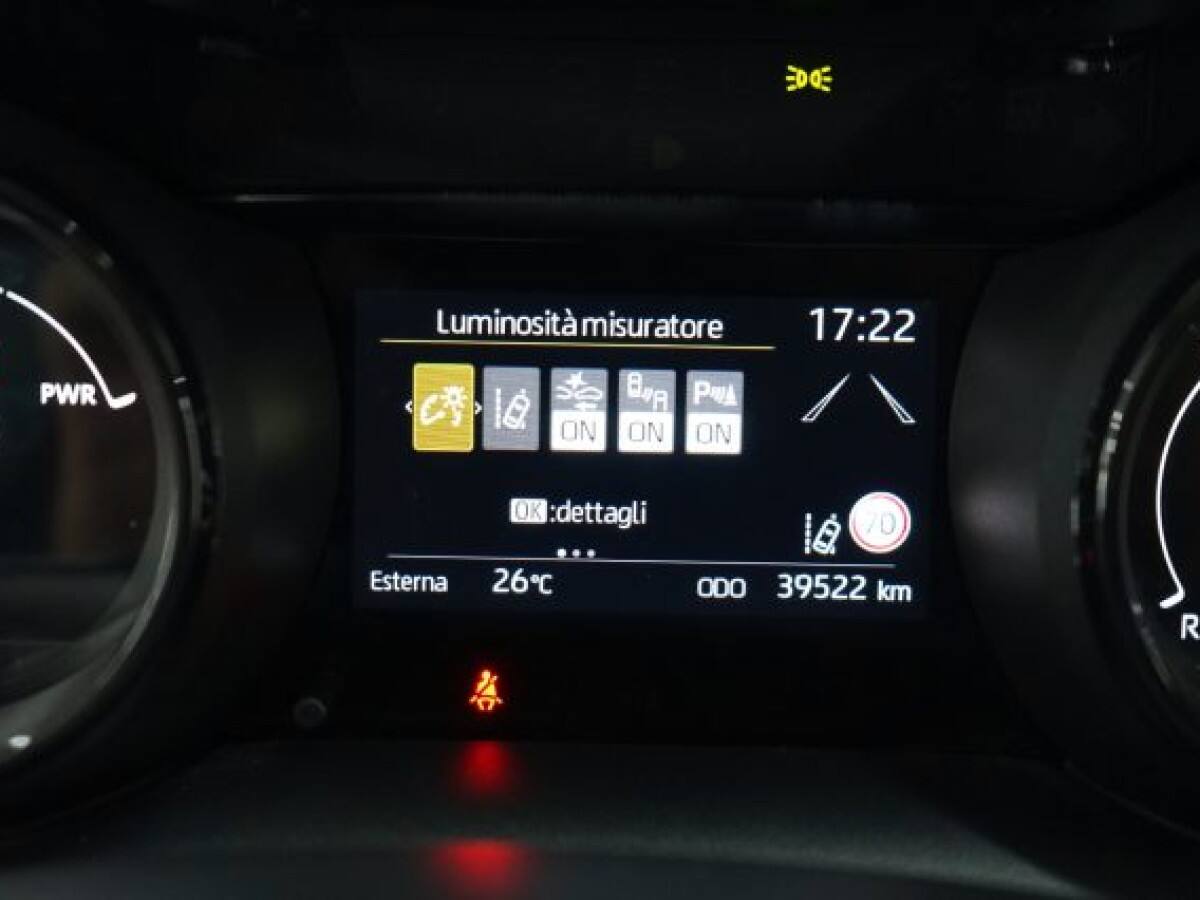 Luminosità misuratore 17:22
PWR
P
ON ON ON
OK :dettagli
70
Esterna 26°C ODO 39522 km
R